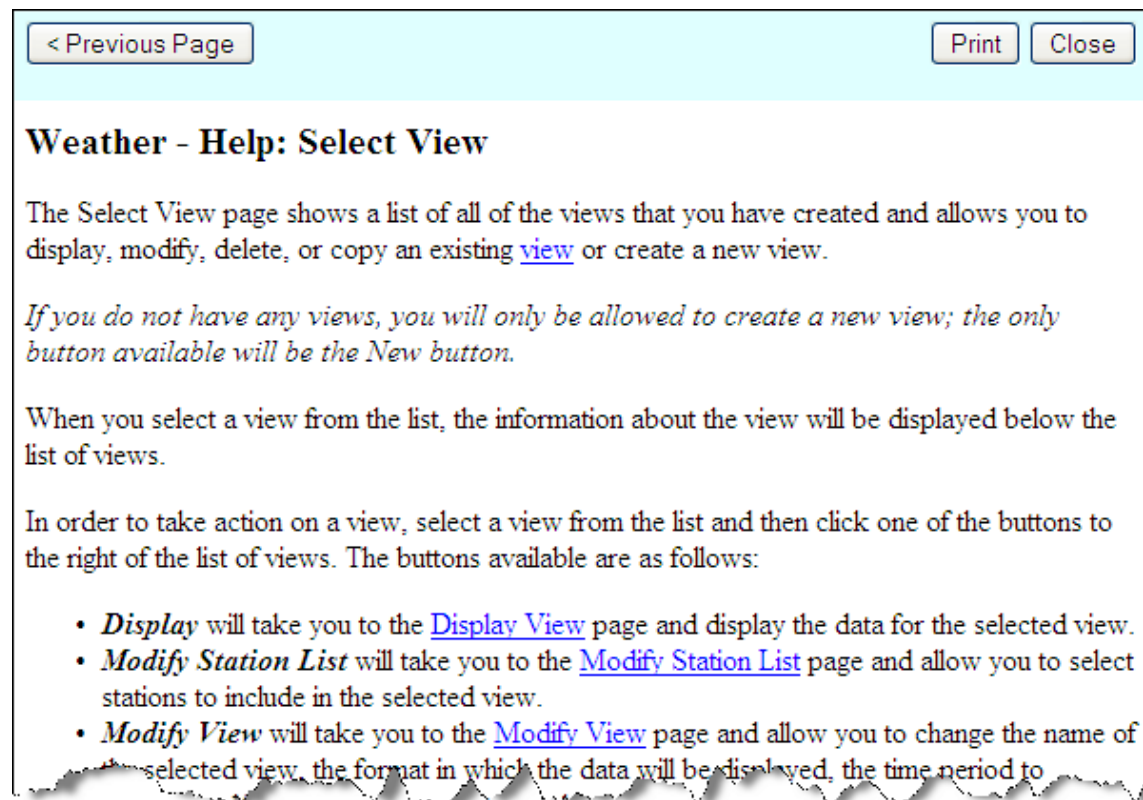 < Previous Page
Print
Close
Weather - Help: Select View
The Select View page shows a list of all of the views that you have created and allows you to
display, modify, delete, or copy an existing view or create a new view.
If you do not have any views, you will only be allowed to create a new view; the only
button available will be the New button.
When you select a view from the list, the information about the view will be displayed below the
list of views.
In order to take action on a view, select a view from the list and then click one of the buttons to
the right of the list of views. The buttons available are as follows:
• Display will take you to the Display View page and display the data for the selected view.
• Modify Station List will take you to the Modify Station List page and allow you to select
stations to include in the selected view.
• Modify View will take you to the Modify View page and allow you to change the name of
the selected view, the format in which the data will be displayed, the time period to